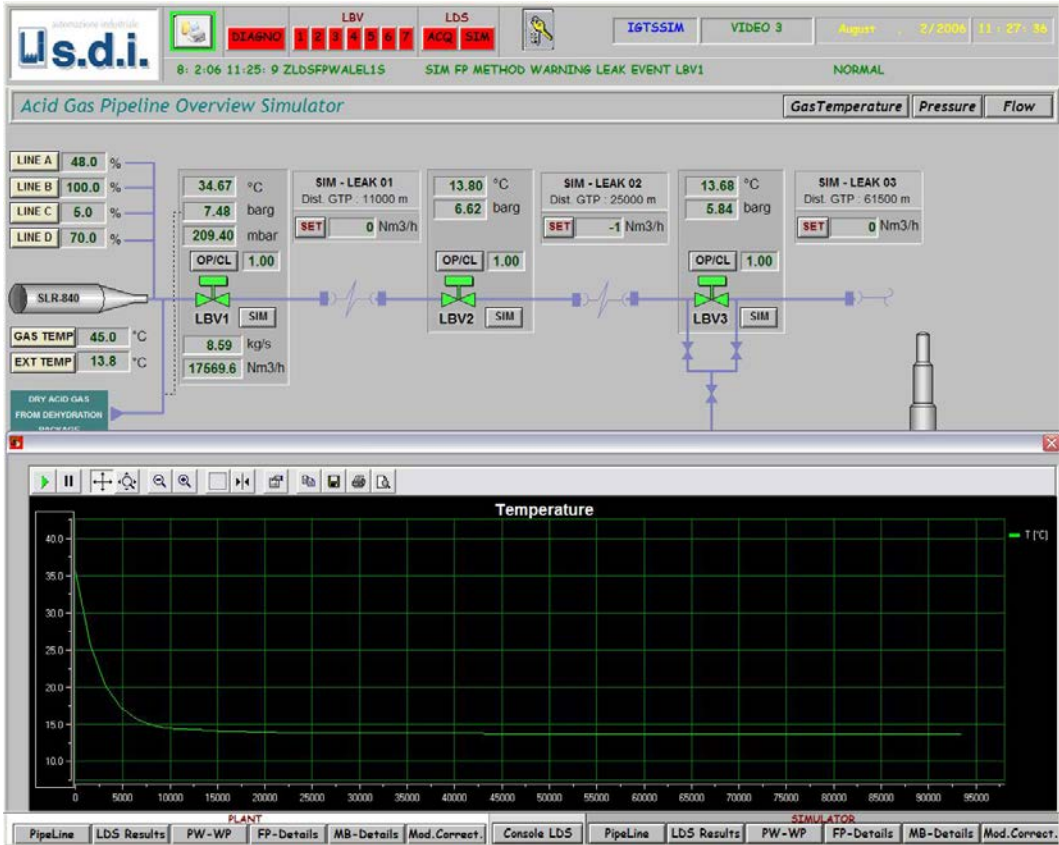 automazione industriale
s.d.i.
LBV
LDS
DIAGNO 1 2 3 4 5 6 7 ACQ SIM
IGTSSIM VIDEO 3 August . 2/2006 11:27:36
8: 2:06 11:25: 9 ZLDSFPWALEL1S SIM FP METHOD WARNING LEAK EVENT LBV1 NORMAL
Acid Gas Pipeline Overview Simulator
GasTemperature Pressure Flow
LINE A 48.0 %
LINE B 100.0 %
LINE C 5.0 %
LINE D 70.0 %
34.67 °C
7.48 barg
209.40 mbar
OP/CL 1.00
LBV1 SIM
8.59 kg/s
17569.6 Nm3/h
SIM - LEAK 01
Dist. GTP : 11000 m
SET 0 Nm3/h
13.80 °C
6.62 barg
OP/CL 1.00
LBV2 SIM
SIM - LEAK 02
Dist. GTP : 25000 m
SET -1 Nm3/h
13.68 °C
5.84 barg
OP/CL 1.00
LBV3 SIM
SIM - LEAK 03
Dist. GTP : 61500 m
SET 0 Nm3/h
SLR-840
GAS TEMP 45.0 °C
EXT TEMP 13.8 °C
DRY ACID GAS
FROM DEHYDRATION
PACKAGE
Temperature
T [°C]
40.0
35.0
30.0
25.0
20.0
15.0
10.0
0 5000 10000 15000 20000 25000 30000 35000 40000 45000 50000 55000 60000 65000 70000 75000 80000 85000 90000 95000
PLANT
SIMULATOR
PipeLine LDS Results PW-WP FP-Details MB-Details Mod.Correct. Console LDS PipeLine LDS Results PW-WP FP-Details MB-Details Mod.Correct.